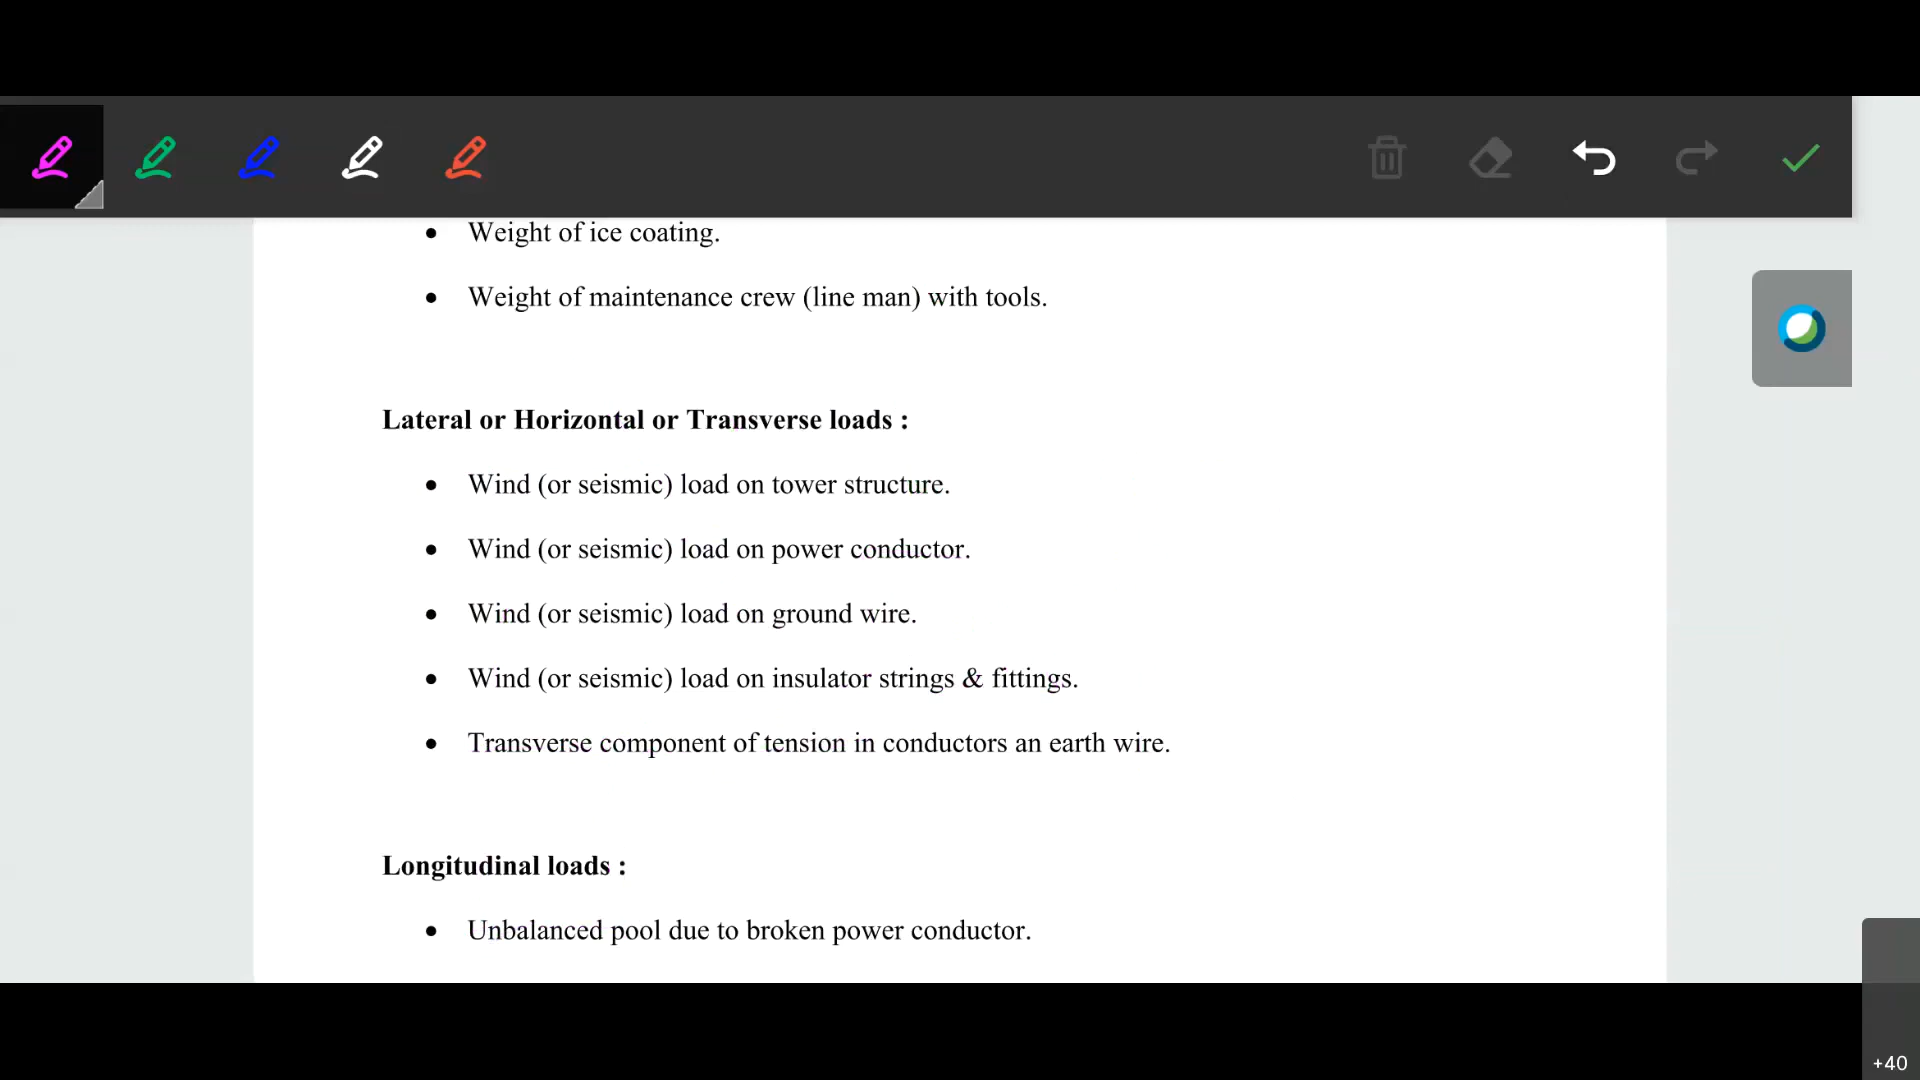 Weight of ice coating.
Weight of maintenance crew (line man) with tools.
Lateral or Horizontal or Transverse loads :
Wind (or seismic) load on tower structure.
Wind (or seismic) load on power conductor.
Wind (or seismic) load on ground wire.
Wind (or seismic) load on insulator strings & fittings.
Transverse component of tension in conductors an earth wire.
Longitudinal loads :
Unbalanced pool due to broken power conductor.
+40